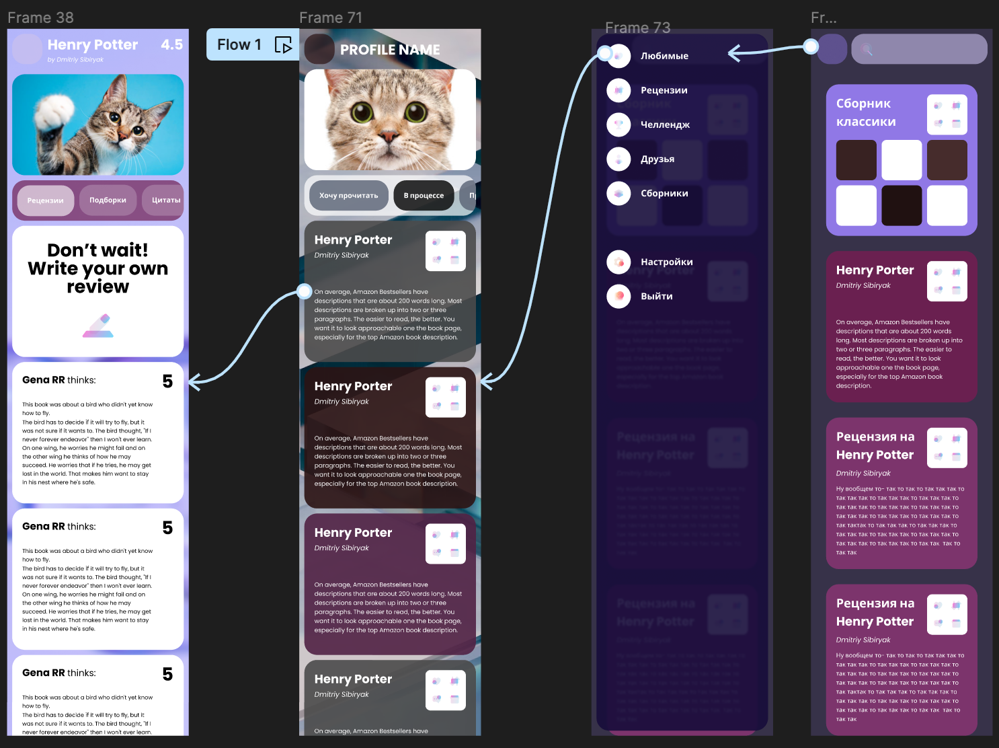 Frame 38
Henry Potter
4.5
by Dmitriy Sibiryak
Рецензии
Подборки
Цитаты
Don't wait!
Write your own
review
Gena RR thinks:
5
This book was about a bird who didn't yet know
how to fly.
The bird has to decide if it will try to fly, but it
was not sure if it wants to. The bird thought, "If I
never forever endeavor" then I won't ever learn.
On one wing, he worries he might fail and on
the other wing he thinks of how he may
succeed. He worries that if he tries, he may get
lost in the world. That makes him want to stay
in his nest where he's safe.
Gena RR thinks:
5
This book was about a bird who didn't yet know
how to fly.
The bird has to decide if it will try to fly, but it
was not sure if it wants to. The bird thought, "If I
never forever endeavor" then I won't ever learn.
On one wing, he worries he might fail and on
the other wing he thinks of how he may
succeed. He worries that if he tries, he may get
lost in the world. That makes him want to stay
in his nest where he's safe.
Gena RR thinks:
5
This book was about a bird who didn't yet know
how to fly.
The bird has to decide if it will try to fly, but it
was not sure if it wants to. The bird thought, "If I
never forever endeavor" then I won't ever learn.
Flow 1
Frame 71
PROFILE NAME
Хочу прочитать
В процессе
Henry Porter
Dmitriy Sibiryak
On average, Amazon Bestsellers have
descriptions that are about 200 words long. Most
descriptions are broken up into two or three
paragraphs. The easier to read, the better. You
want it to look approachable one the book page,
especially for the top Amazon book description.
Henry Porter
Dmitriy Sibiryak
On average, Amazon Bestsellers have
descriptions that are about 200 words long. Most
descriptions are broken up into two or three
paragraphs. The easier to read, the better. You
want it to look approachable one the book page,
especially for the top Amazon book description.
Henry Porter
Dmitriy Sibiryak
On average, Amazon Bestsellers have
descriptions that are about 200 words long. Most
descriptions are broken up into two or three
paragraphs. The easier to read, the better. You
want it to look approachable one the book page,
especially for the top Amazon book description.
Henry Porter
Dmitriy Sibiryak
On average, Amazon Bestsellers have
Frame 73
Любимые
Рецензии
Челлендж
Друзья
Сборники
Настройки
Выйти
Рецензия на
Henry Potter
Dmitriy Sibiryak
Рецензия на
Henry Potter
Fr...
Сборник
классики
Henry Porter
Dmitriy Sibiryak
On average, Amazon Bestsellers have
descriptions that are about 200 words
long. Most descriptions are broken up into
two or three paragraphs. The easier to
read, the better. You want it to look
approachable one the book page,
especially for the top Amazon book
description.
Рецензия на
Henry Potter
Dmitriy Sibiryak
Ну вообщем то- так то так то так так так то
так так так то так так так то так так так то
так так так то так так так то так так так то
так так так то так так так то так так так то
так тактак то так так так то так так так то
так так так то так так так то так так так то
так так так то так так так то так так  так то
так так
Рецензия на
Henry Potter
Dmitriy Sibiryak
Ну вообщем то- так то так то так так так то
так так так то так так так то так так так то
так так так то так так так то так так так то
так так так то так так так то так так так то
так тактак то так так так то так так так то
так так так то так так так то так так так то
так так так то так так так то так так  так то
так так